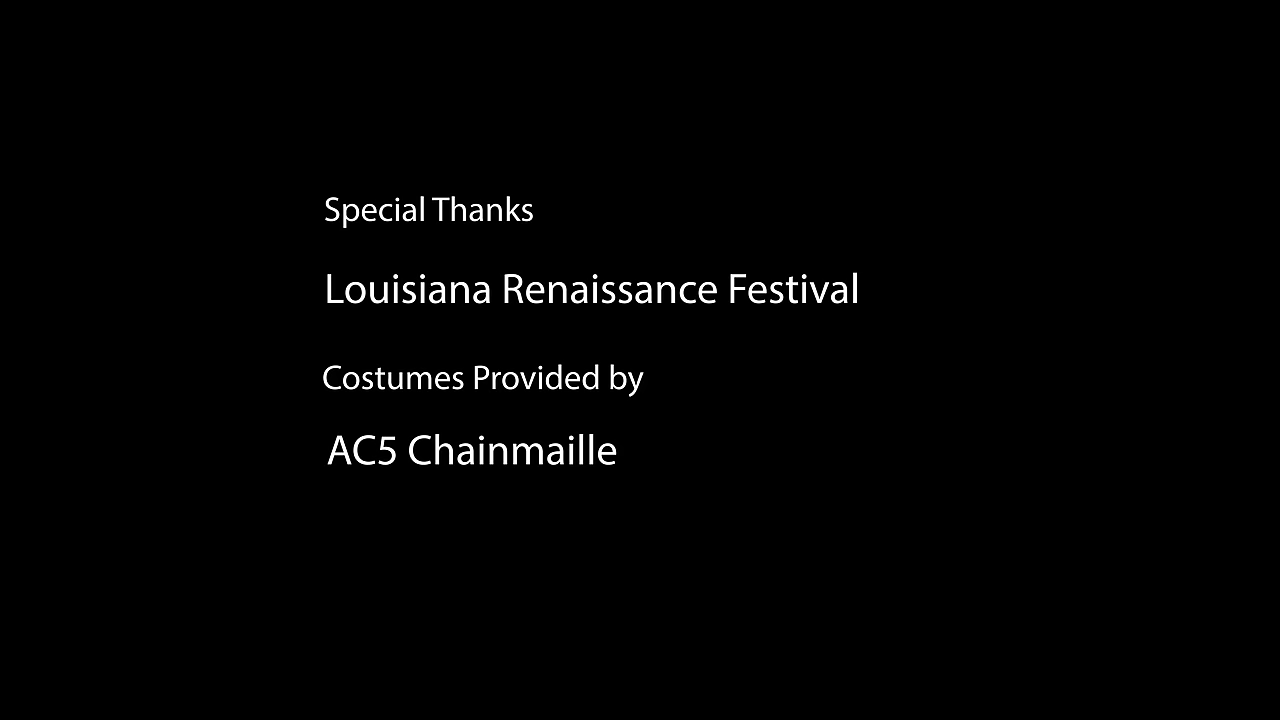 Special Thanks
Louisiana Renaissance Festival
Costumes Provided by
AC5 Chainmaille